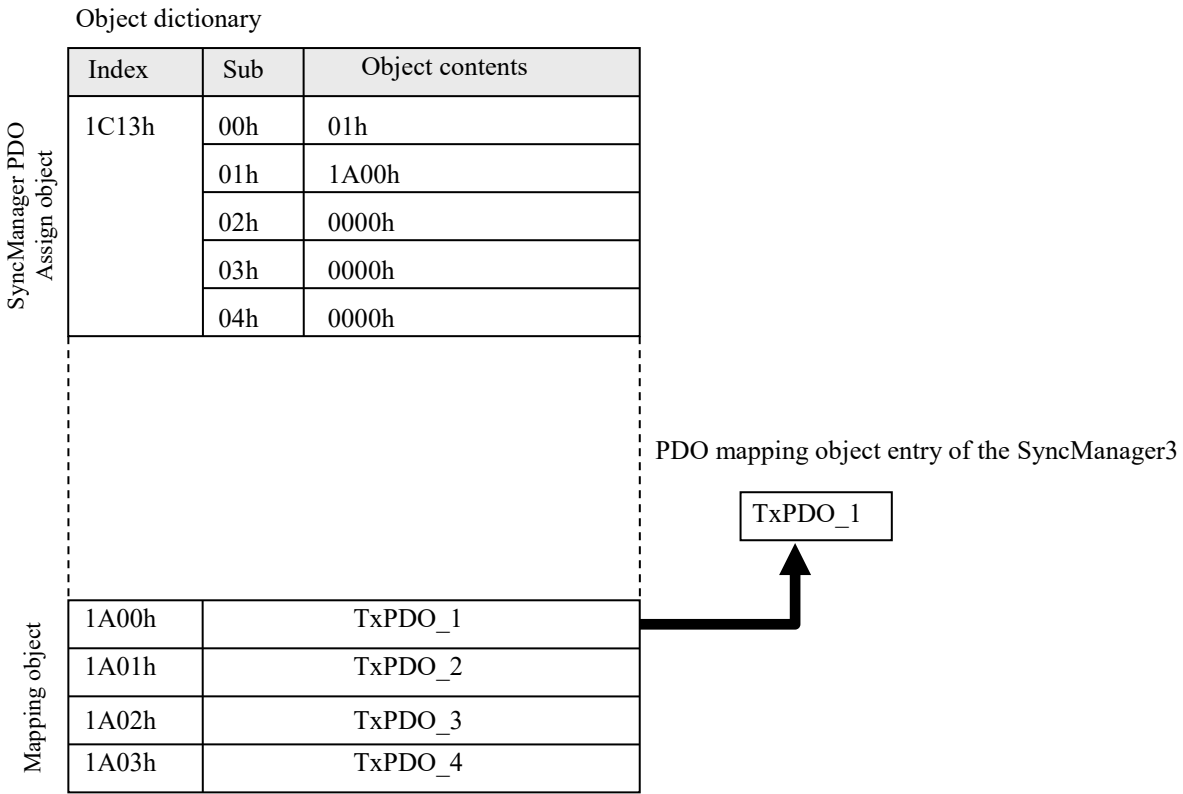 Object dictionary
Index Sub Object contents
SyncManager PDO
Assign object
1C13h 00h 01h
01h 1A00h
02h 0000h
03h 0000h
04h 0000h
PDO mapping object entry of the SyncManager3
TxPDO_1
Mapping object
1A00h TxPDO_1
1A01h TxPDO_2
1A02h TxPDO_3
1A03h TxPDO_4